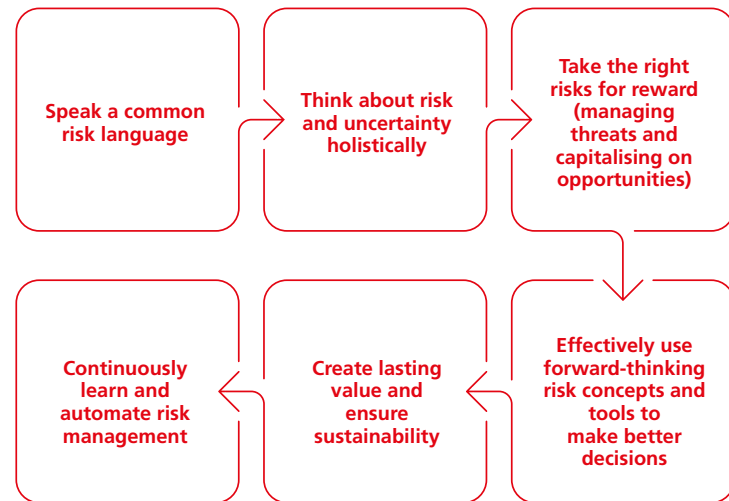 Speak a common
risk language
Think about risk
and uncertainty
holistically
Take the right
risks for reward
(managing
threats and
capitalising on
opportunities)
Effectively use
forward-thinking
risk concepts and
tools to
make better
decisions
Create lasting
value and
ensure
sustainability
Continuously
learn and
automate risk
management